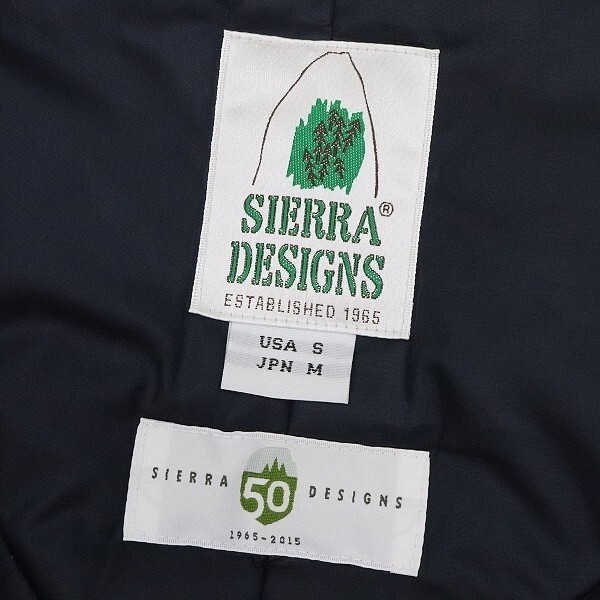 SIERRA®
DESIGNS
ESTABLISHED 1965
USA S
JPN M
SIERRA 50 DESIGNS
1965-2015